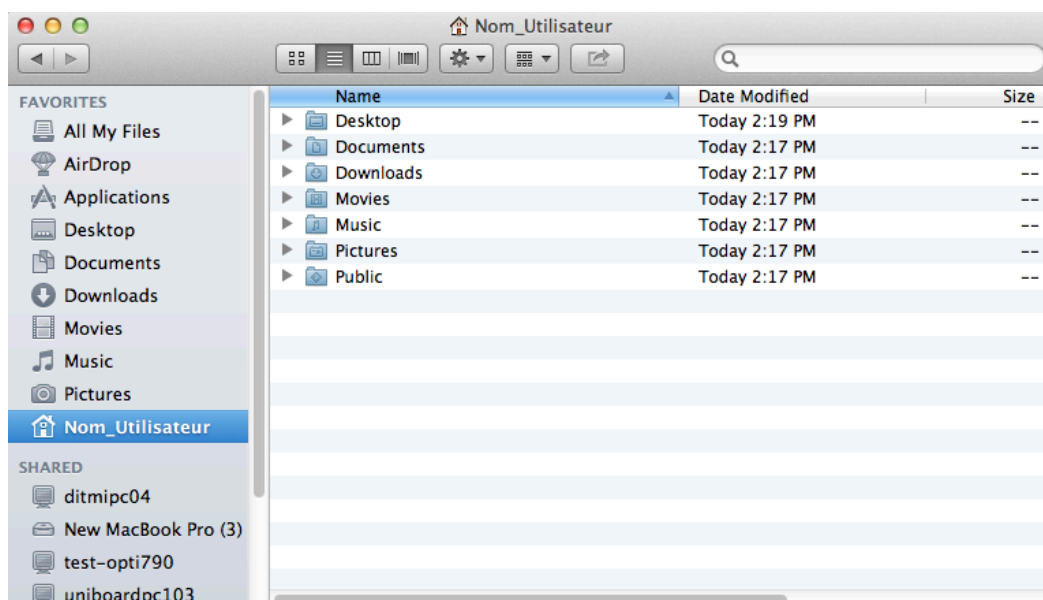 Nom_Utilisateur
FAVORITES
All My Files
AirDrop
Applications
Desktop
Documents
Downloads
Movies
Music
Pictures
Nom_Utilisateur
SHARED
ditmipc04
New MacBook Pro (3)
test-opti790
uniboardpc103
Name Date Modified Size
Desktop Today 2:19 PM --
Documents Today 2:17 PM --
Downloads Today 2:17 PM --
Movies Today 2:17 PM --
Music Today 2:17 PM --
Pictures Today 2:17 PM --
Public Today 2:17 PM --